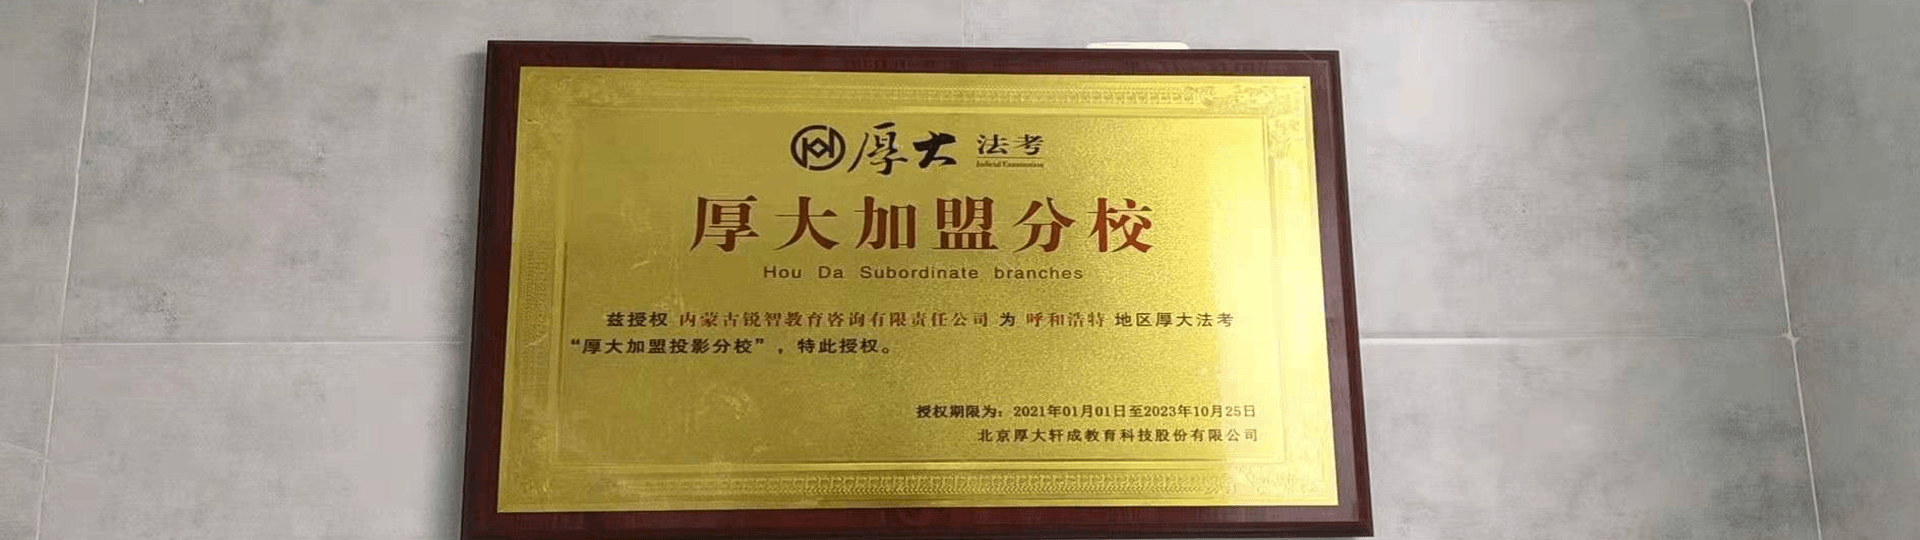 厚大 法考
Judicial Examination
厚大加盟分校
Hou Da Subordinate branches
兹授权 内蒙古锐智教育咨询有限责任公司 为 呼和浩特 地区厚大法考
“厚大加盟投影分校”，特此授权。
授权期限为：2021年01月01日至2023年10月25日
北京厚大轩成教育科技股份有限公司